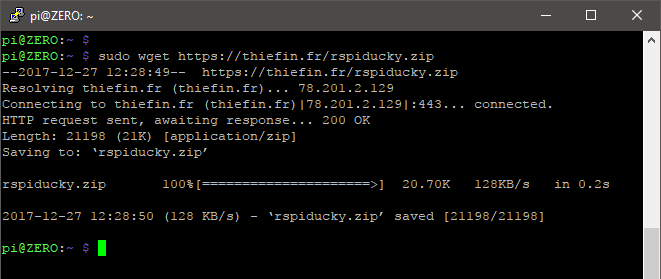 pi@ZERO: ~
pi@ZERO:~ $
pi@ZERO:~ $ sudo wget https://thiefin.fr/rspiducky.zip
--2017-12-27 12:28:49--  https://thiefin.fr/rspiducky.zip
Resolving thiefin.fr (thiefin.fr)... 78.201.2.129
Connecting to thiefin.fr (thiefin.fr)|78.201.2.129|:443... connected.
HTTP request sent, awaiting response... 200 OK
Length: 21198 (21K) [application/zip]
Saving to: ‘rspiducky.zip’
rspiducky.zip       100%[=====================>]  20.70K   128KB/s   in 0.2s
2017-12-27 12:28:50 (128 KB/s) - ‘rspiducky.zip’ saved [21198/21198]
pi@ZERO:~ $